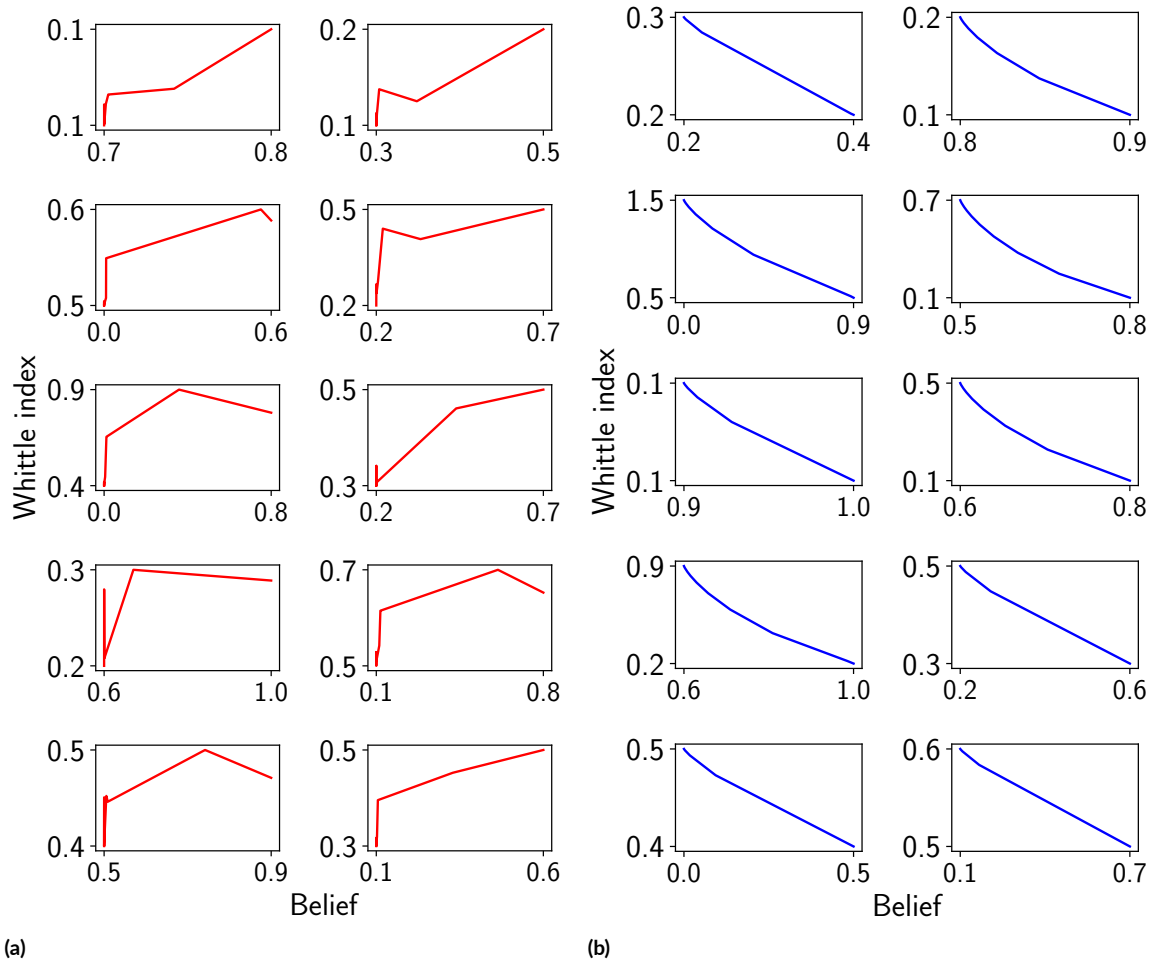 0.1 0.2 0.3 0.2
0.1 0.1 0.2 0.1
0.7 0.8 0.3 0.5 0.2 0.4 0.8 0.9
0.6 0.5 1.5 0.7
0.5 0.2 0.5 0.1
0.0 0.6 0.2 0.7 0.0 0.9 0.5 0.8
Whittle index Whittle index
0.9 0.5 0.1 0.5
0.4 0.3 0.1 0.1
0.0 0.8 0.2 0.7 0.9 1.0 0.6 0.8
0.3 0.7 0.9 0.5
0.2 0.5 0.2 0.3
0.6 1.0 0.1 0.8 0.6 1.0 0.2 0.6
0.5 0.5 0.5 0.6
0.4 0.3 0.4 0.5
0.5 0.9 0.1 0.6 0.0 0.5 0.1 0.7
Belief Belief
(a) (b)